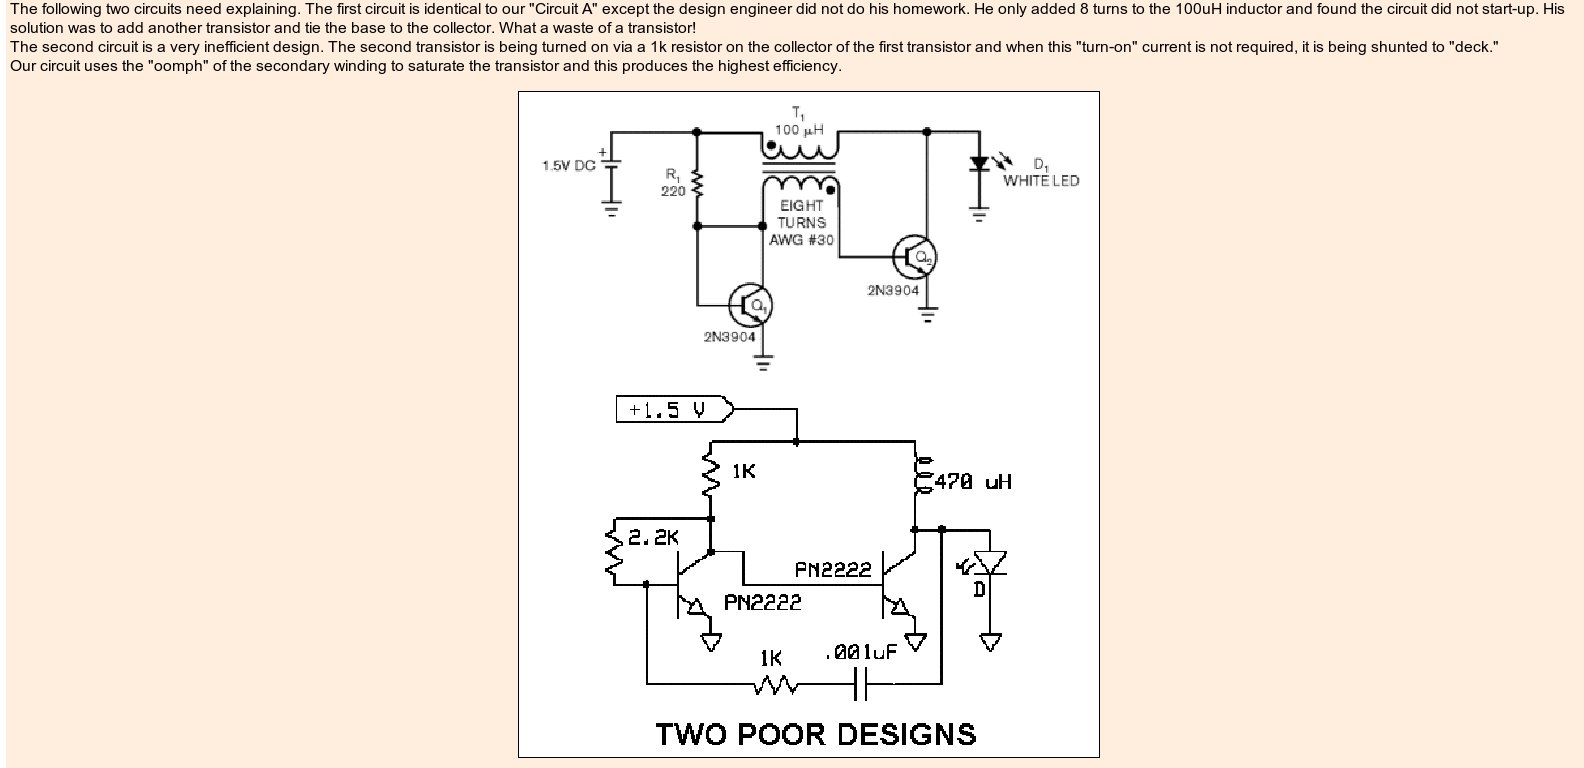 The following two circuits need explaining. The first circuit is identical to our "Circuit A" except the design engineer did not do his homework. He only added 8 turns to the 100uH inductor and found the circuit did not start-up. His
solution was to add another transistor and tie the base to the collector. What a waste of a transistor!
The second circuit is a very inefficient design. The second transistor is being turned on via a 1k resistor on the collector of the first transistor and when this "turn-on" current is not required, it is being shunted to "deck."
Our circuit uses the "oomph" of the secondary winding to saturate the transistor and this produces the highest efficiency.
T1
100 µH
1.5V DC
+
R1
220
D1
WHITE LED
EIGHT
TURNS
AWG #30
Q2
2N3904
Q1
2N3904
+1.5 V
1K
470 uH
2.2K
PN2222
PN2222
D
1K
.001uF
TWO POOR DESIGNS